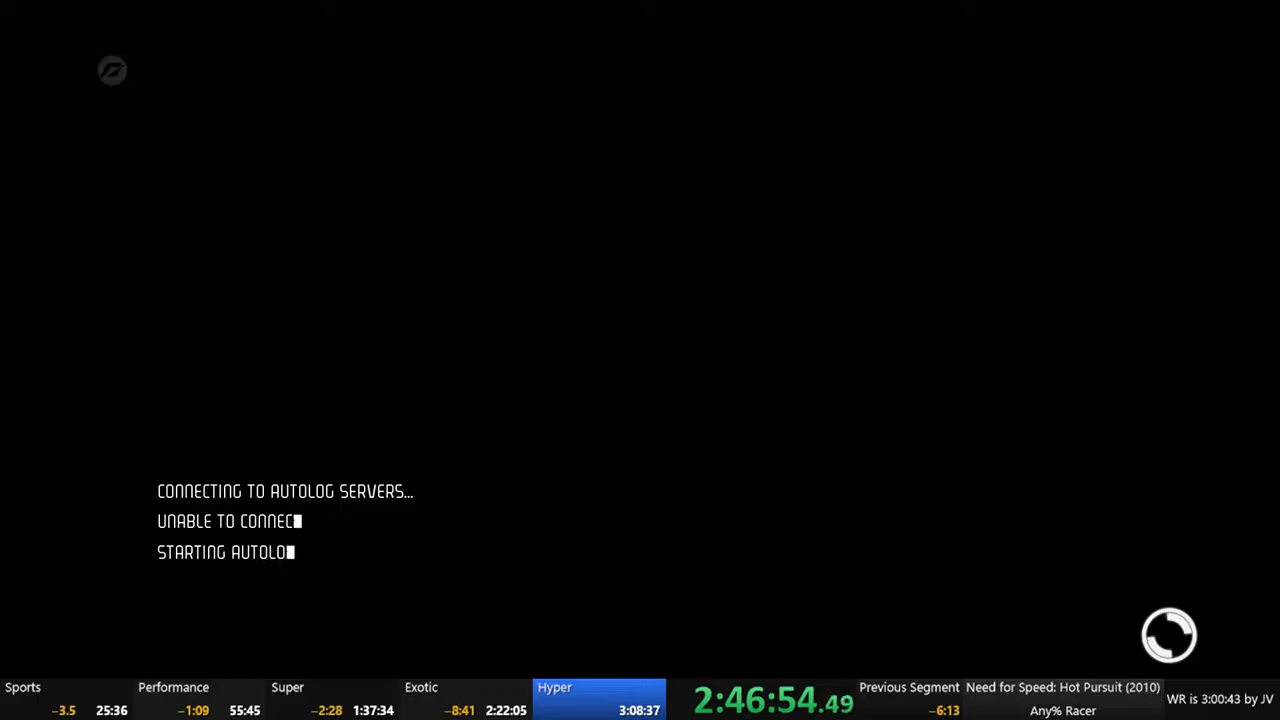 CONNECTING TO AUTOLOG SERVERS...
UNABLE TO CONNEC
STARTING AUTOLO
Sports
−3.5 25:36
Performance
−1:09 55:45
Super
−2:28 1:37:34
Exotic
−8:41 2:22:05
Hyper
3:08:37
2:46:54.49
Previous Segment
−6:13
Need for Speed: Hot Pursuit (2010)
Any% Racer
WR is 3:00:43 by JV